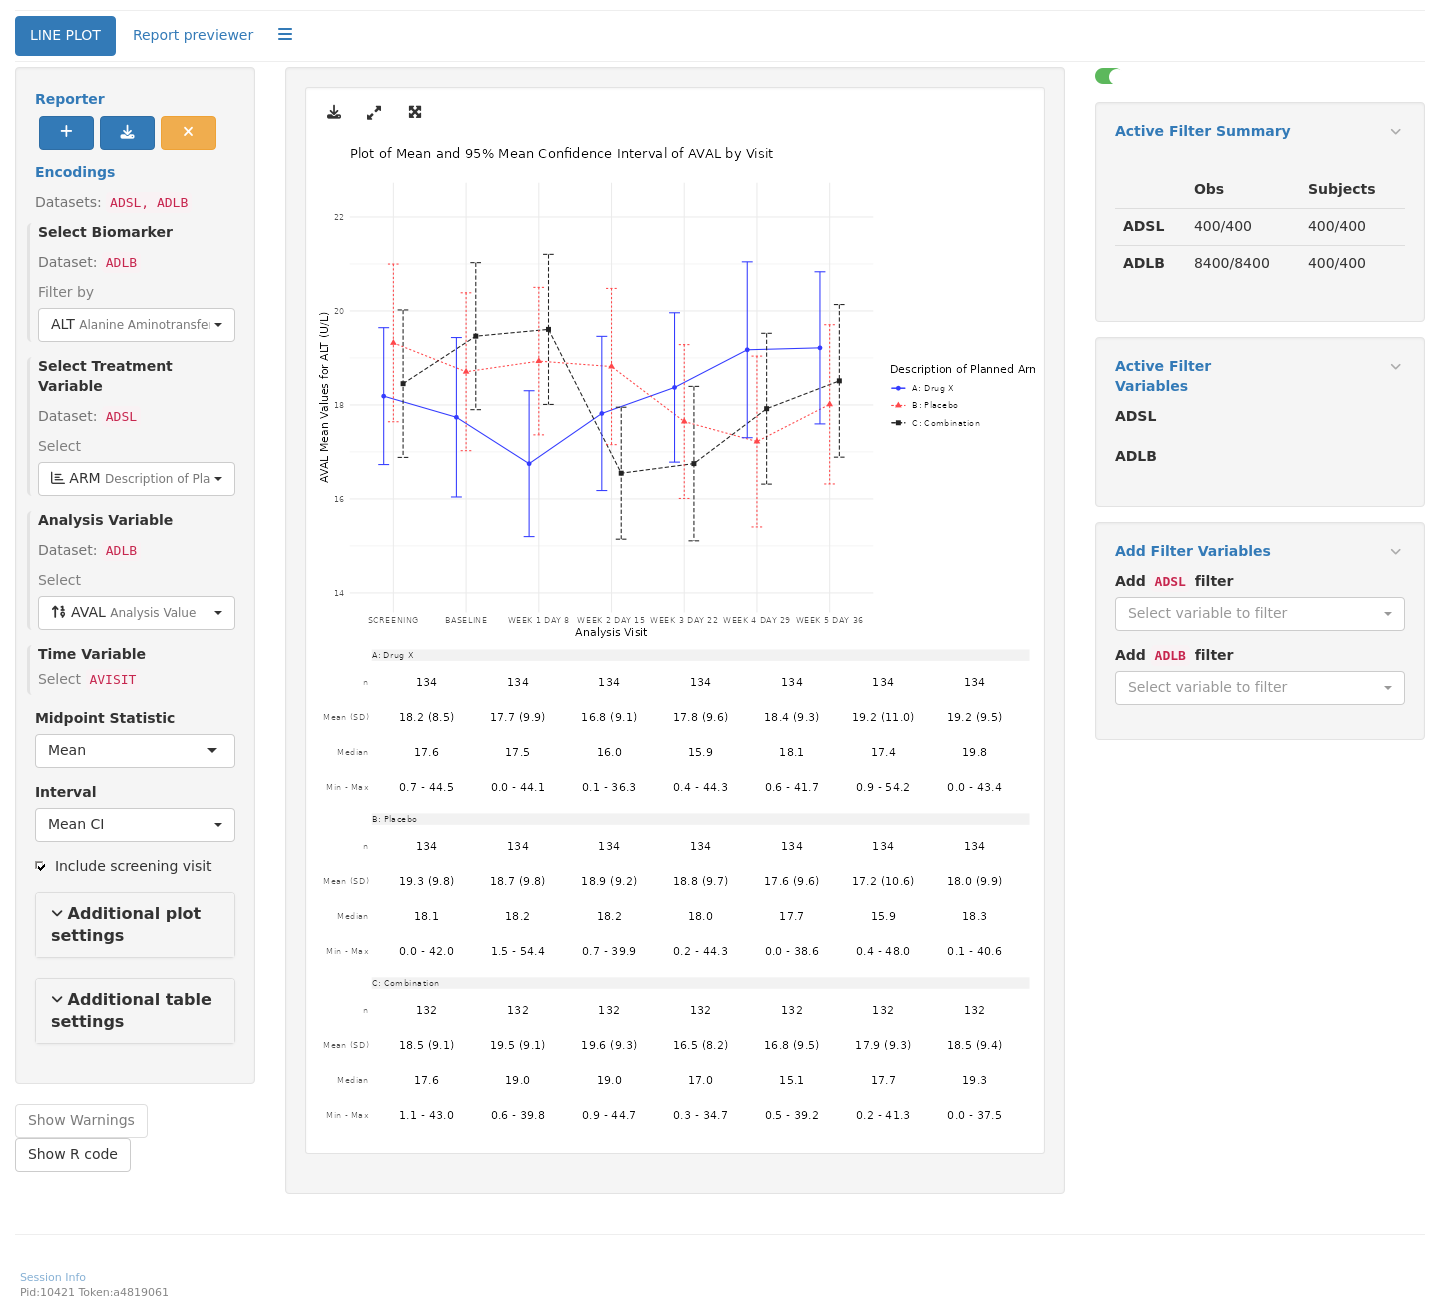 LINE PLOT
Report previewer
Reporter
Encodings
Datasets: ADSL, ADLB
Select Biomarker
Dataset: ADLB
Filter by
ALT Alanine Aminotransfe
Select Treatment
Variable
Dataset: ADSL
Select
ARM Description of Pla
Analysis Variable
Dataset: ADLB
Select
AVAL Analysis Value
Time Variable
Select AVISIT
Midpoint Statistic
Mean
Interval
Mean CI
Include screening visit
Additional plot
settings
Additional table
settings
Show Warnings
Show R code
Plot of Mean and 95% Mean Confidence Interval of AVAL by Visit
AVAL Mean Values for ALT (U/L)
22
20
18
16
14
SCREENING BASELINE WEEK 1 DAY 8 WEEK 2 DAY 15 WEEK 3 DAY 22 WEEK 4 DAY 29 WEEK 5 DAY 36
Analysis Visit
Description of Planned Arm
A: Drug X
B: Placebo
C: Combination
A: Drug X
n 134 134 134 134 134 134 134
Mean (SD) 18.2 (8.5) 17.7 (9.9) 16.8 (9.1) 17.8 (9.6) 18.4 (9.3) 19.2 (11.0) 19.2 (9.5)
Median 17.6 17.5 16.0 15.9 18.1 17.4 19.8
Min - Max 0.7 - 44.5 0.0 - 44.1 0.1 - 36.3 0.4 - 44.3 0.6 - 41.7 0.9 - 54.2 0.0 - 43.4
B: Placebo
n 134 134 134 134 134 134 134
Mean (SD) 19.3 (9.8) 18.7 (9.8) 18.9 (9.2) 18.8 (9.7) 17.6 (9.6) 17.2 (10.6) 18.0 (9.9)
Median 18.1 18.2 18.2 18.0 17.7 15.9 18.3
Min - Max 0.0 - 42.0 1.5 - 54.4 0.7 - 39.9 0.2 - 44.3 0.0 - 38.6 0.4 - 48.0 0.1 - 40.6
C: Combination
n 132 132 132 132 132 132 132
Mean (SD) 18.5 (9.1) 19.5 (9.1) 19.6 (9.3) 16.5 (8.2) 16.8 (9.5) 17.9 (9.3) 18.5 (9.4)
Median 17.6 19.0 19.0 17.0 15.1 17.7 19.3
Min - Max 1.1 - 43.0 0.6 - 39.8 0.9 - 44.7 0.3 - 34.7 0.5 - 39.2 0.2 - 41.3 0.0 - 37.5
Active Filter Summary
Obs Subjects
ADSL 400/400 400/400
ADLB 8400/8400 400/400
Active Filter
Variables
ADSL
ADLB
Add Filter Variables
Add ADSL filter
Select variable to filter
Add ADLB filter
Select variable to filter
Session Info
Pid:10421 Token:a4819061